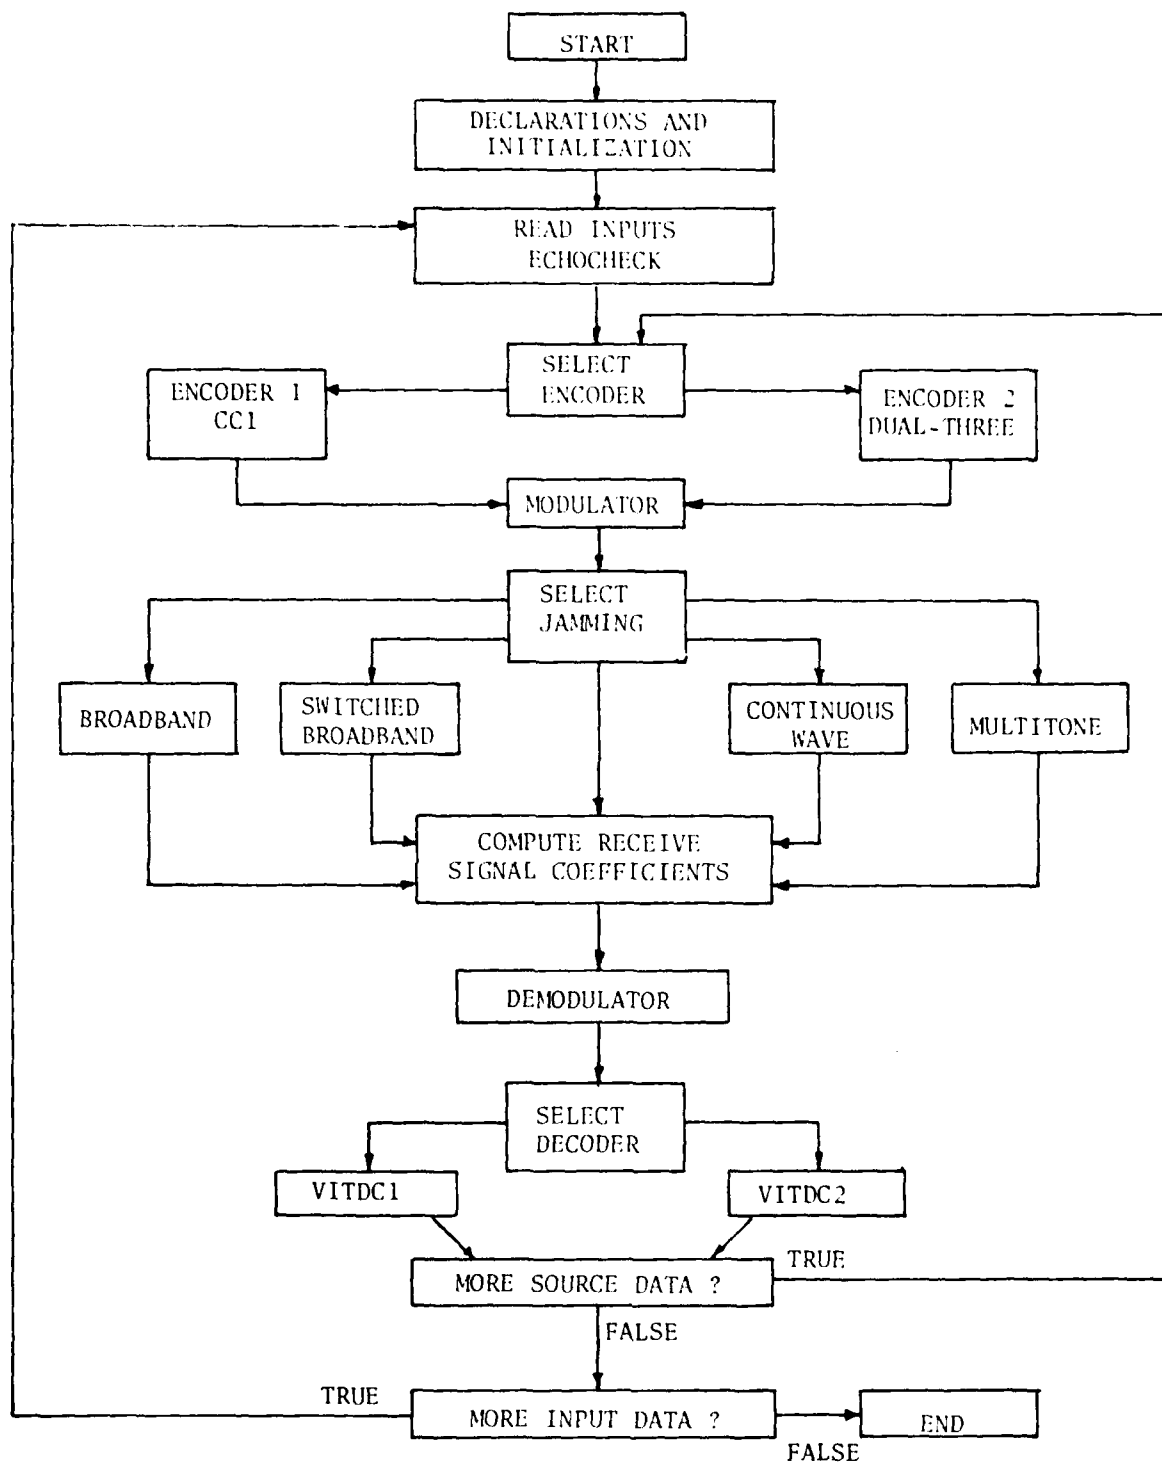 START
DECLARATIONS AND
INITIALIZATION
READ INPUTS
ECHOCHECK
SELECT
ENCODER
ENCODER 1
CC1
ENCODER 2
DUAL-THREE
MODULATOR
SELECT
JAMMING
BROADBAND
SWITCHED
BROADBAND
CONTINUOUS
WAVE
MULTITONE
COMPUTE RECEIVE
SIGNAL COEFFICIENTS
DEMODULATOR
SELECT
DECODER
VITDC1
VITDC2
MORE SOURCE DATA ?
TRUE
FALSE
TRUE
MORE INPUT DATA ?
END
FALSE